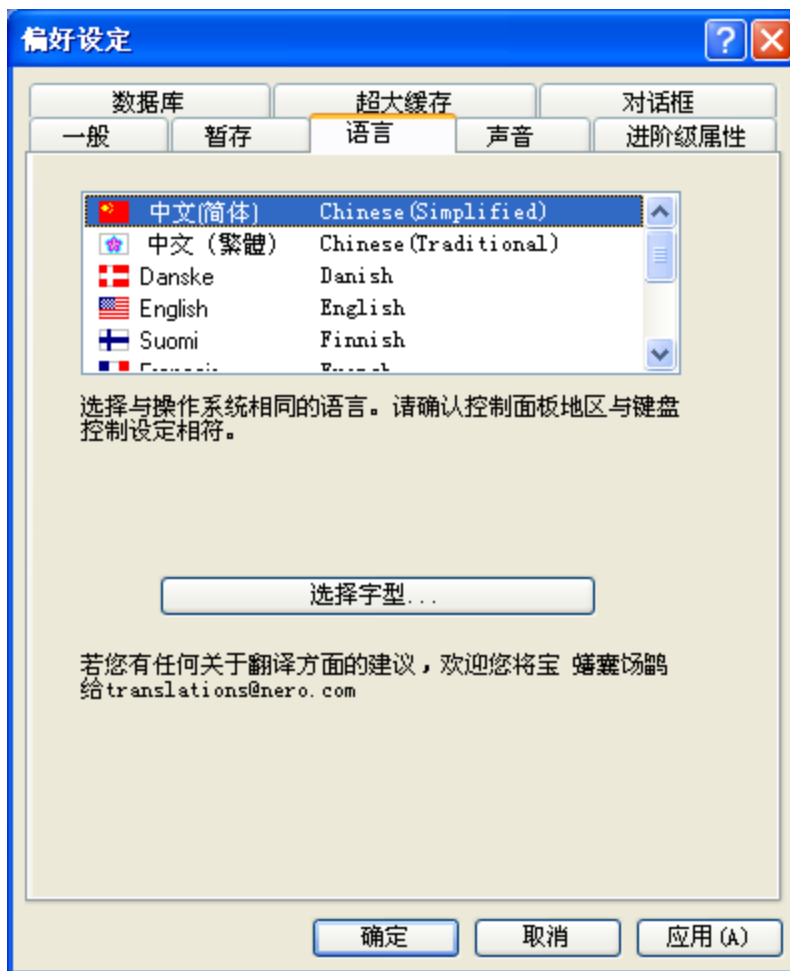 偏好设定
数据库 超大缓存 对话框
一般 暂存 语言 声音 进阶级属性
中文(简体) Chinese(Simplified)
中文（繁體） Chinese(Traditional)
Danske Danish
English English
Suomi Finnish
选择与操作系统相同的语言。请确认控制面板地区与键盘
控制设定相符。
选择字型...
若您有任何关于翻译方面的建议，欢迎您将宝 蟮囊场鹠
给translations@nero.com
确定 取消 应用(A)